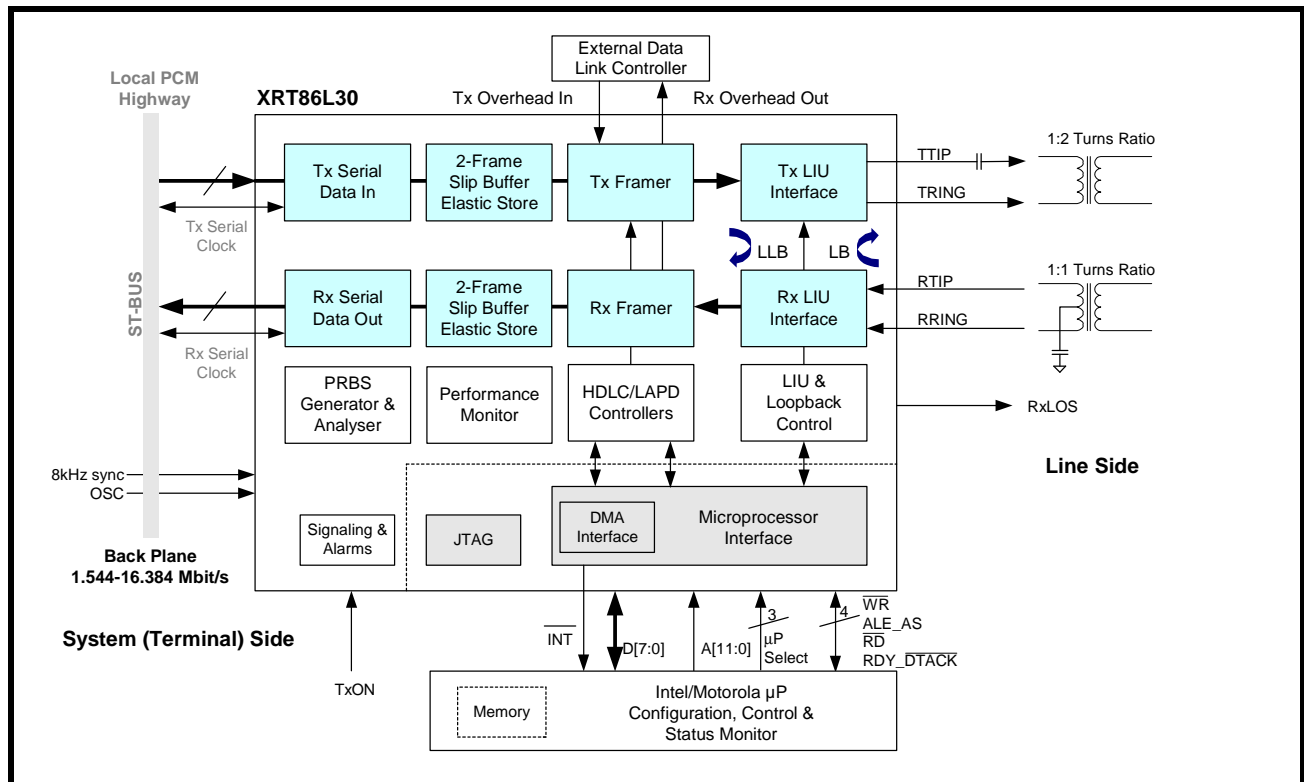 External Data
Link Controller
Local PCM
Highway
XRT86L30
Tx Overhead In
Rx Overhead Out
Tx Serial
Data In
2-Frame
Slip Buffer
Elastic Store
Tx Framer
Tx LIU
Interface
TTIP
TRING
1:2 Turns Ratio
Tx Serial
Clock
LLB
LB
ST-BUS
Rx Serial
Data Out
2-Frame
Slip Buffer
Elastic Store
Rx Framer
Rx LIU
Interface
RTIP
RRING
1:1 Turns Ratio
Rx Serial
Clock
PRBS
Generator &
Analyser
Performance
Monitor
HDLC/LAPD
Controllers
LIU &
Loopback
Control
RxLOS
Line Side
8kHz sync
OSC
Signaling &
Alarms
JTAG
DMA
Interface
Microprocessor
Interface
Back Plane
1.544-16.384 Mbit/s
System (Terminal) Side
TxON
INT
D[7:0]
A[11:0]
3
µP
Select
4
WR
ALE_AS
RD
RDY_DTACK
Memory
Intel/Motorola µP
Configuration, Control &
Status Monitor